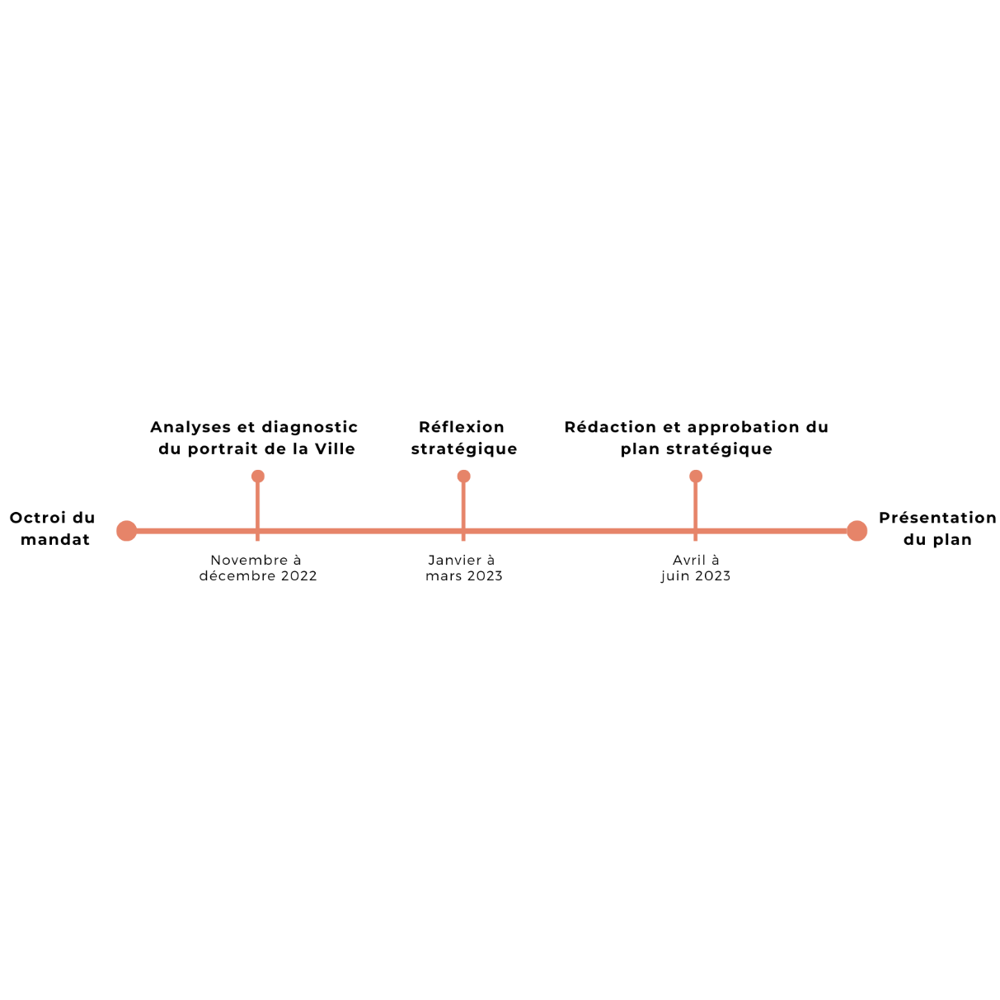 Octroi du
mandat
Analyses et diagnostic
du portrait de la Ville
Novembre à
décembre 2022
Réflexion
stratégique
Janvier à
mars 2023
Rédaction et approbation du
plan stratégique
Avril à
juin 2023
Présentation
du plan